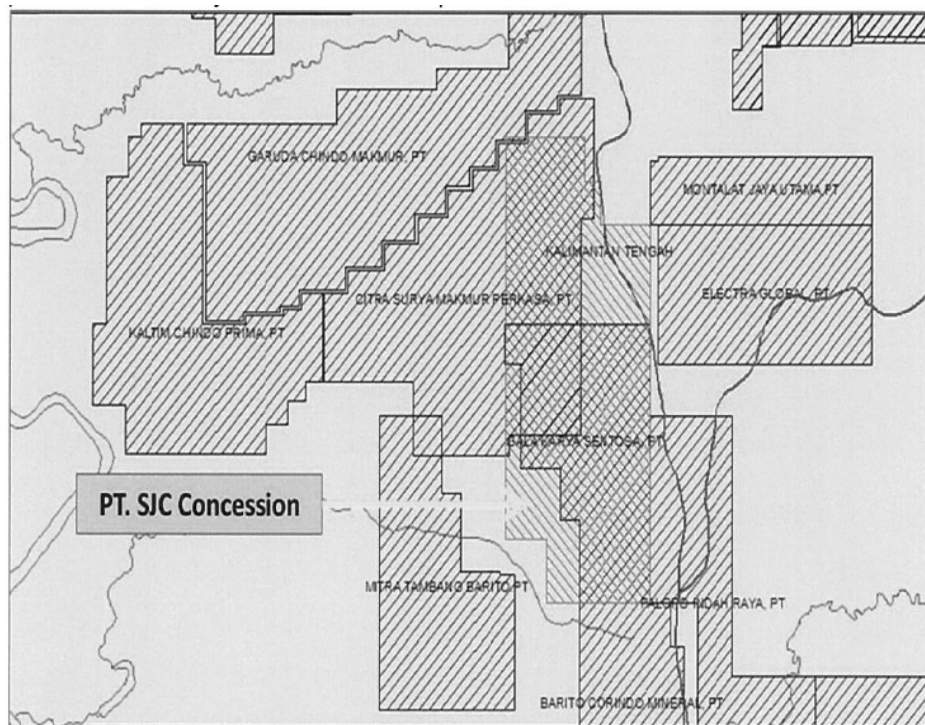 GARUDA CHINDO MAKMUR, PT
MONTALAT JAYA UTAMA PT
KALIMANTAN TENGAH
CITRA SURYA MAKMUR PERKASA, PT
ELECTRA GLOBAL, PT
KALTIM CHINDO PRIMA, PT
KARYA SENTOSA, PT
PT. SJC Concession
MITRA TAMBANG BARITO, PT
INDAH RAYA, PT
BARITO CORINDO MINERAL, PT